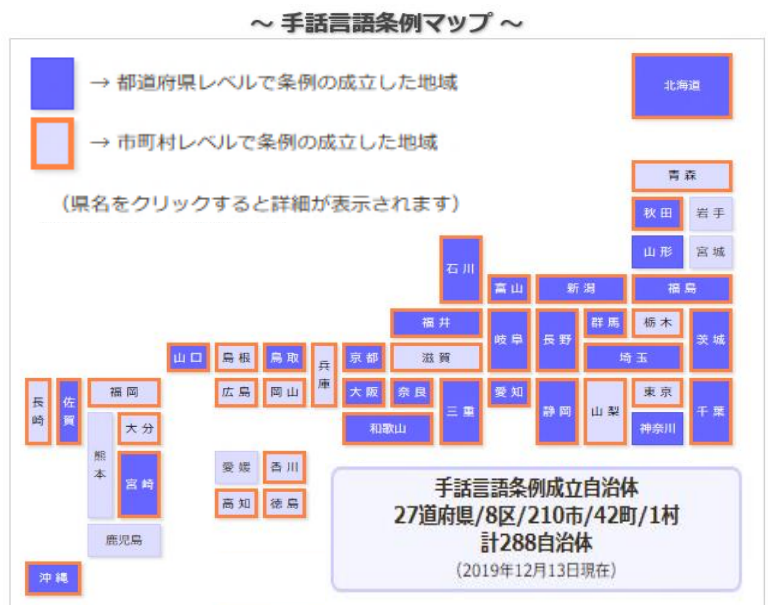 ～ 手話言語条例マップ ～
→ 都道府県レベルで条例の成立した地域
→ 市町村レベルで条例の成立した地域
（県名をクリックすると詳細が表示されます）
北海道
青森
秋田 岩手
山形 宮城
石川
富山 新潟 福島
福井 岐阜 長野 群馬 栃木 茨城
山口 島根 鳥取 兵庫 京都 滋賀 埼玉
長崎 佐賀 福岡 広島 岡山 大阪 奈良 三重 愛知 静岡 山梨 東京 千葉
熊本 大分 和歌山 神奈川
宮崎 愛媛 香川
高知 徳島
鹿児島
沖縄
手話言語条例成立自治体
27道府県/8区/210市/42町/1村
計288自治体
（2019年12月13日現在）